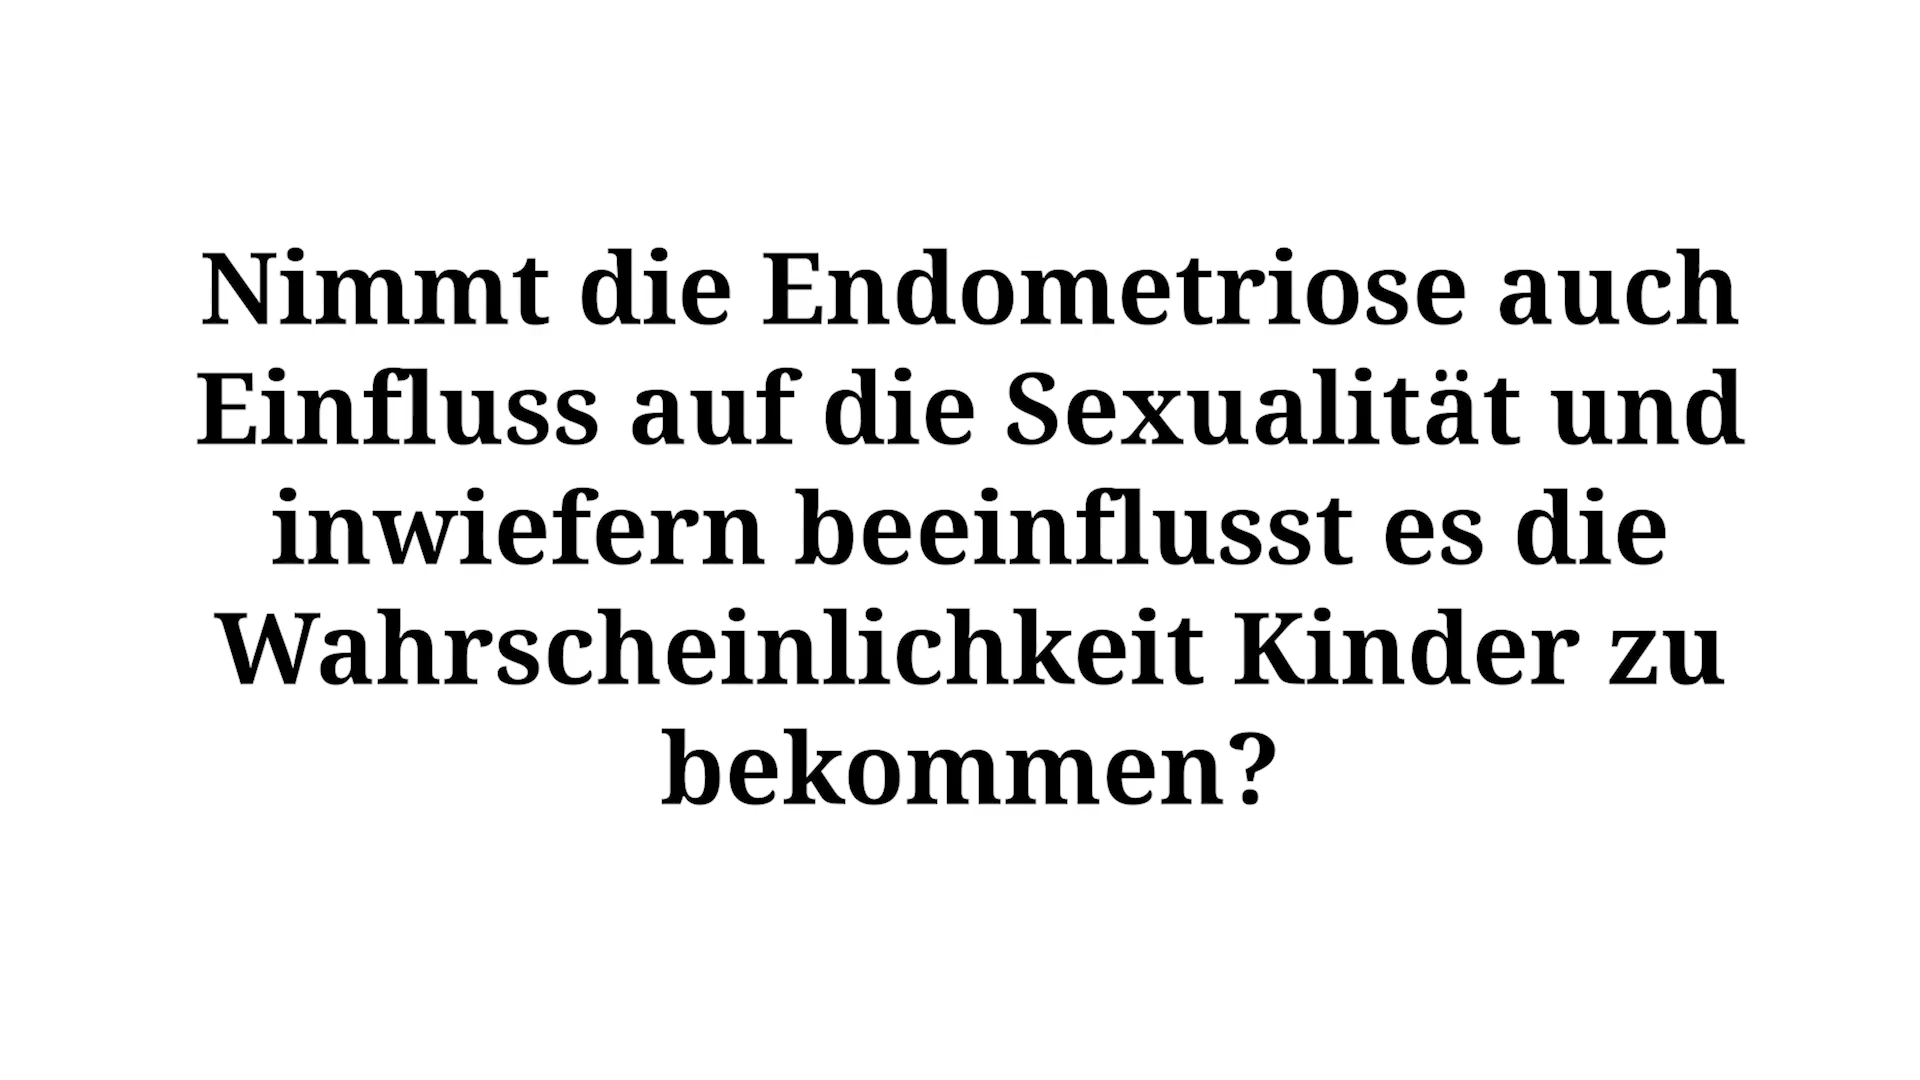 Nimmt die Endometriose auch
Einfluss auf die Sexualität und
inwiefern beeinflusst es die
Wahrscheinlichkeit Kinder zu
bekommen?